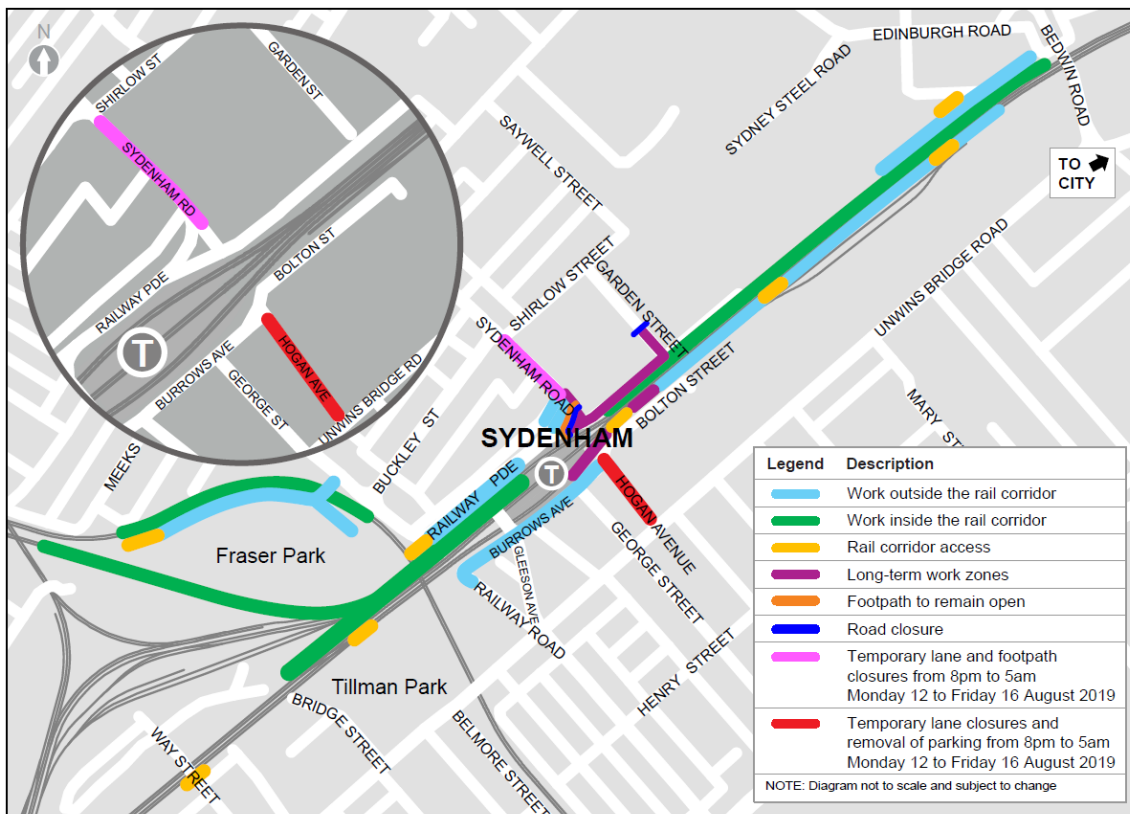 N
SHIRLOW ST
GARDEN ST
SYDENHAM RD
BOLTON ST
RAILWAY PDE
T
BURROWS AVE
HOGAN AVE
GEORGE ST
UNWINS BRIDGE RD
EDINBURGH ROAD
BEDWIN ROAD
SYDNEY STEEL ROAD
SAYWELL STREET
TO
CITY
UNWINS BRIDGE ROAD
SHIRLOW STREET
GARDEN STREET
SYDENHAM ROAD
BOLTON STREET
MARY ST
SYDENHAM
T
MEEKS
BUCKLEY ST
RAILWAY PDE
BURROWS AVE
HOGAN AVENUE
GEORGE STREET
GLEESON AVE
RAILWAY ROAD
HENRY STREET
Fraser Park
Tillman Park
BRIDGE STREET
BELMORE STREET
WAY STREET
Legend Description
Work outside the rail corridor
Work inside the rail corridor
Rail corridor access
Long-term work zones
Footpath to remain open
Road closure
Temporary lane and footpath
closures from 8pm to 5am
Monday 12 to Friday 16 August 2019
Temporary lane closures and
removal of parking from 8pm to 5am
Monday 12 to Friday 16 August 2019
NOTE: Diagram not to scale and subject to change